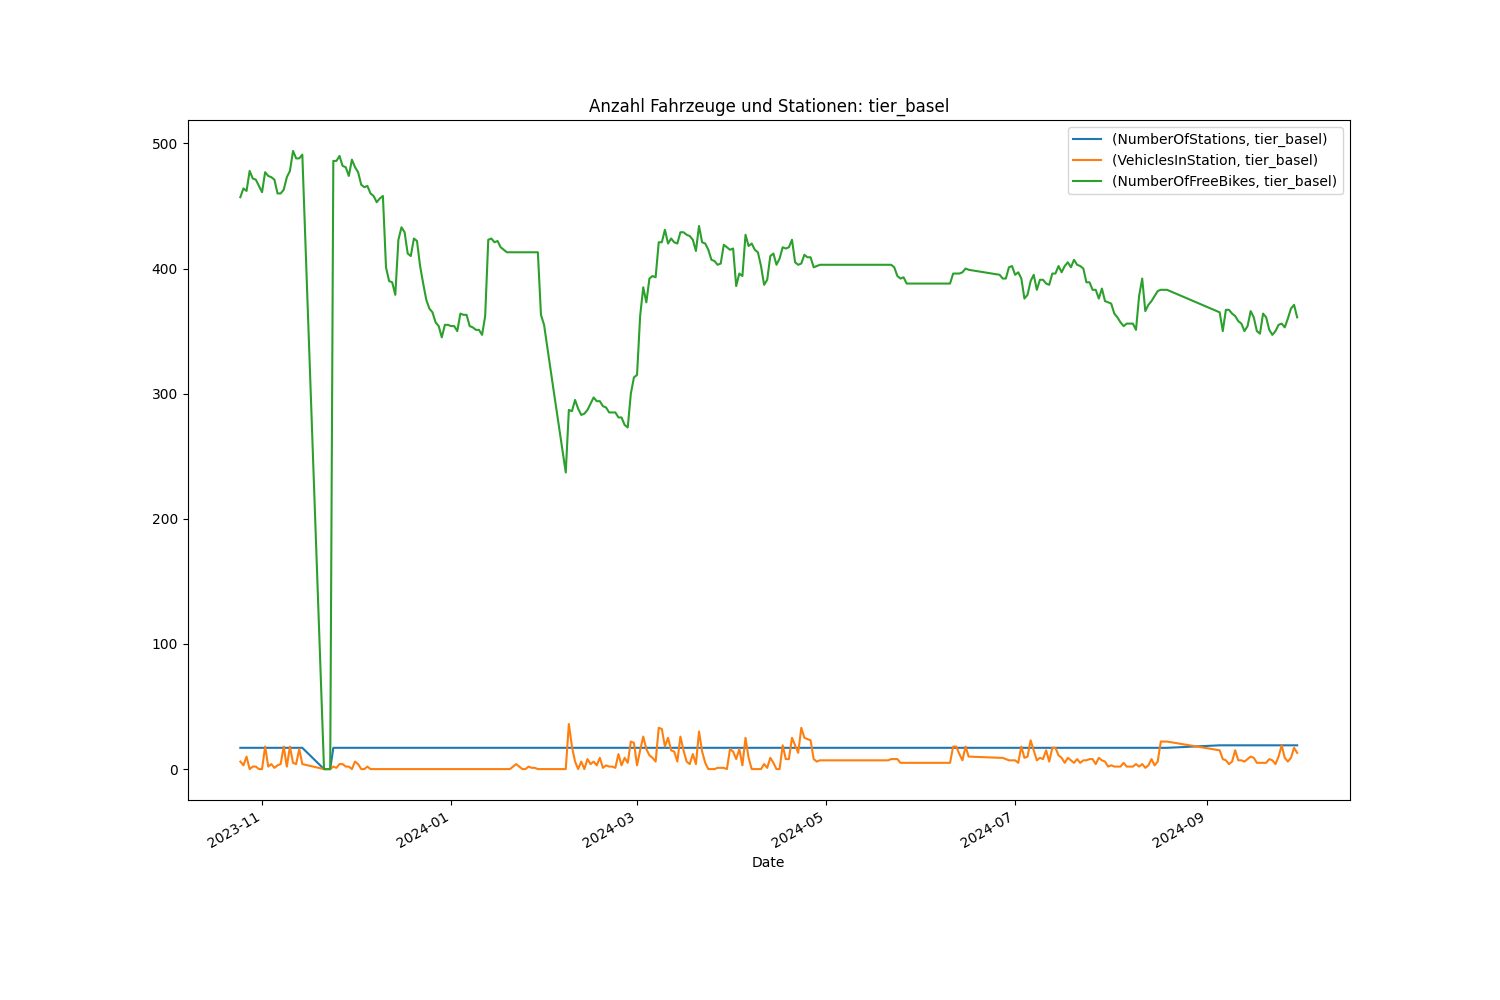 Anzahl Fahrzeuge und Stationen: tier_basel
(NumberOfStations, tier_basel)
(VehiclesInStation, tier_basel)
(NumberOfFreeBikes, tier_basel)
500
400
300
200
100
0
2023-11
2024-01
2024-03
2024-05
2024-07
2024-09
Date